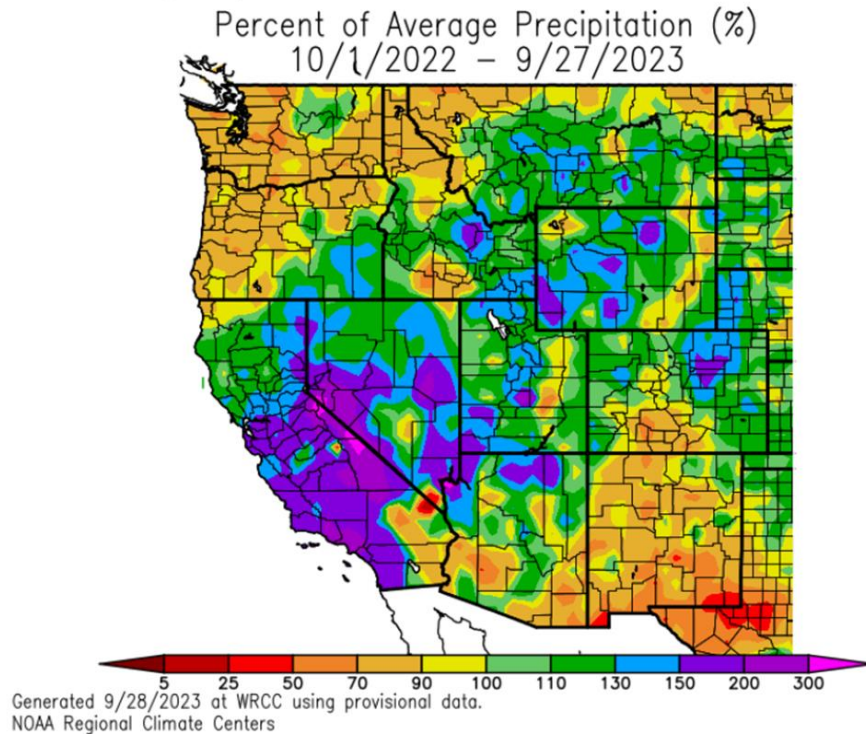 Percent of Average Precipitation (%)
10/1/2022 – 9/27/2023
5 25 50 70 90 100 110 130 150 200 300
Generated 9/28/2023 at WRCC using provisional data.
NOAA Regional Climate Centers